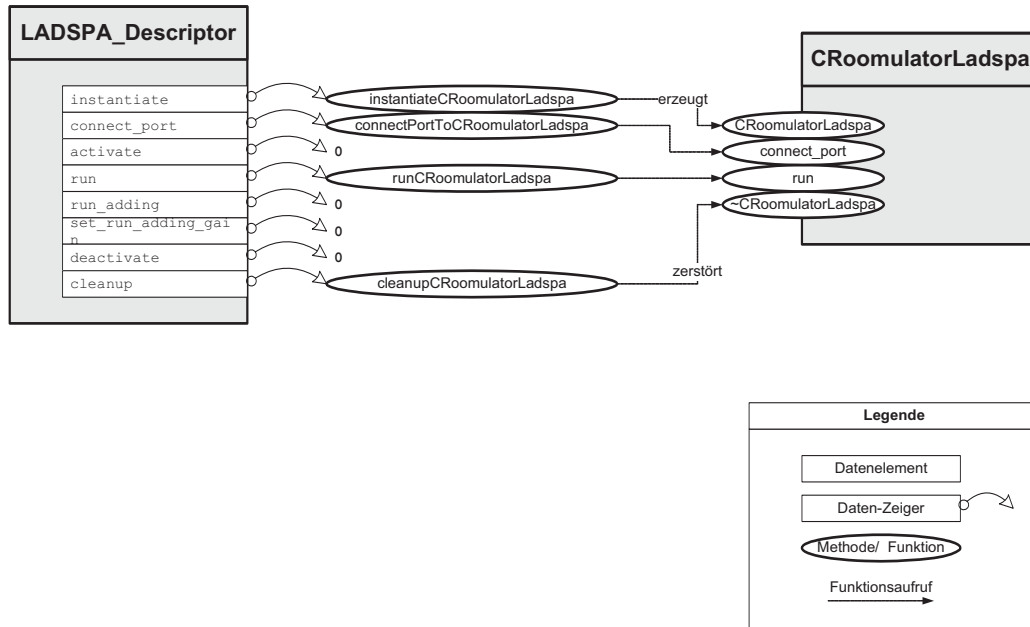 LADSPA_Descriptor
instantiate
connect_port
activate
run
run_adding
set_run_adding_gai
n
deactivate
cleanup
instantiateCRoomulatorLadspa
connectPortToCRoomulatorLadspa
0
runCRoomulatorLadspa
0
0
0
cleanupCRoomulatorLadspa
erzeugt
zerstört
CRoomulatorLadspa
CRoomulatorLadspa
connect_port
run
~CRoomulatorLadspa
Legende
Datenelement
Daten-Zeiger
Methode/ Funktion
Funktionsaufruf